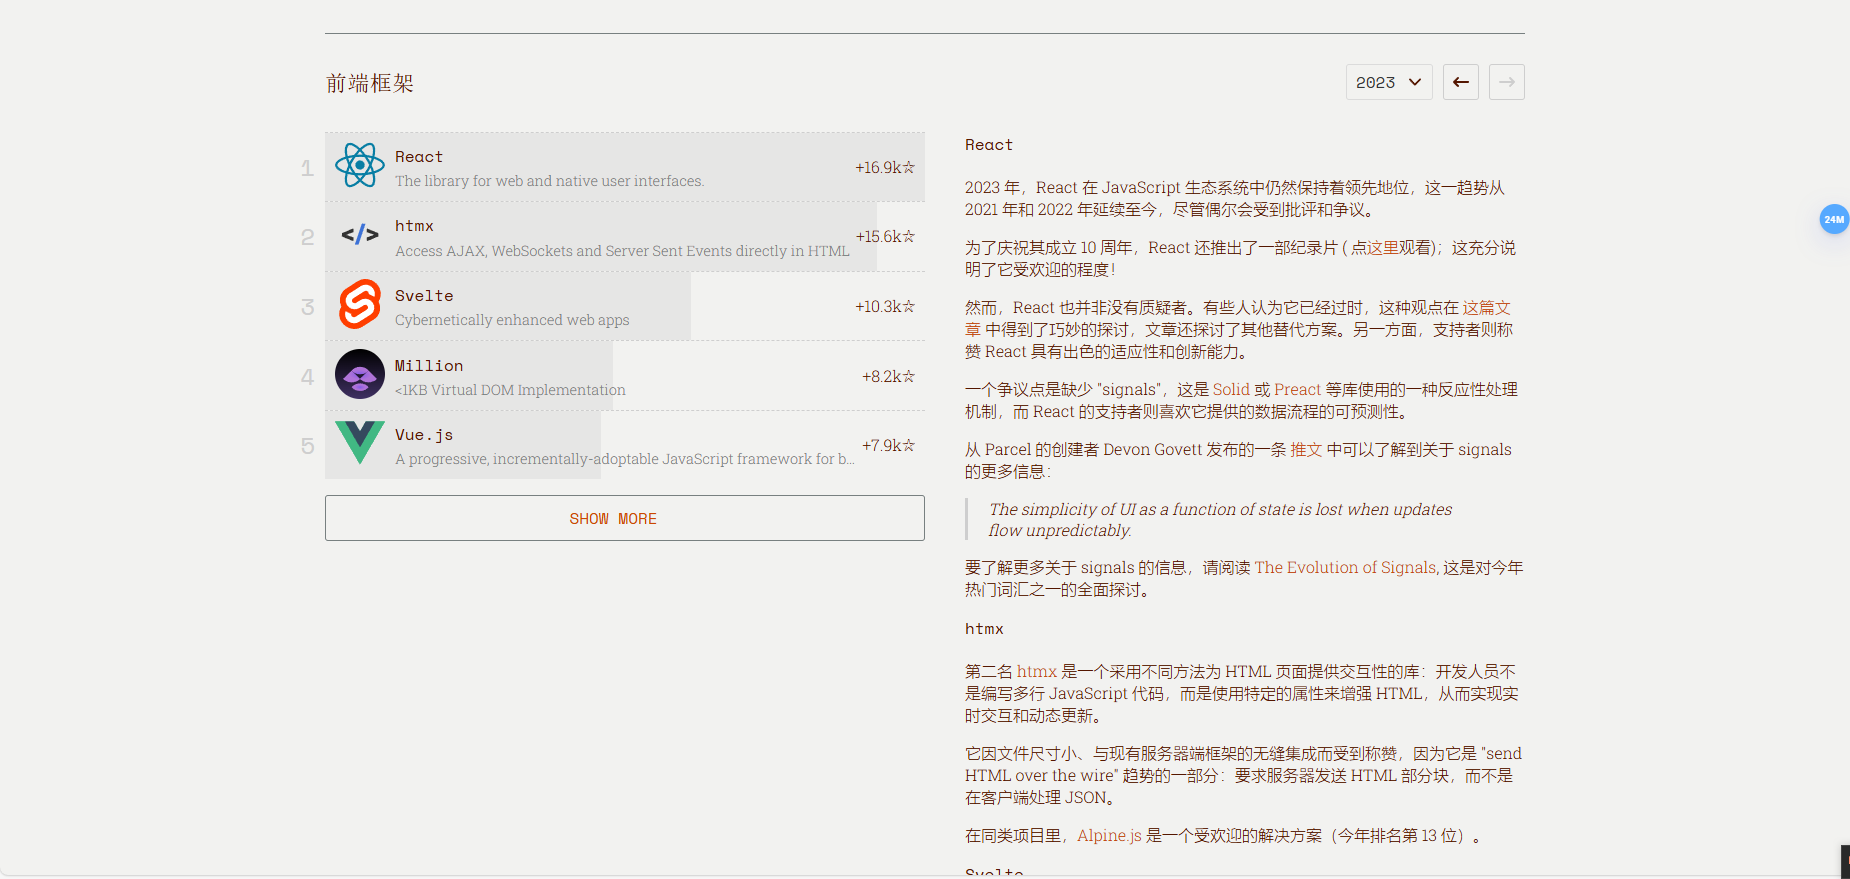 前端框架
2023
1
React
The library for web and native user interfaces.
+16.9k☆
2
htmx
Access AJAX, WebSockets and Server Sent Events directly in HTML
+15.6k☆
3
Svelte
Cybernetically enhanced web apps
+10.3k☆
4
Million
<1KB Virtual DOM Implementation
+8.2k☆
5
Vue.js
A progressive, incrementally-adoptable JavaScript framework for b...
+7.9k☆
SHOW MORE
React
2023 年，React 在 JavaScript 生态系统中仍然保持着领先地位，这一趋势从
2021 年和 2022 年延续至今，尽管偶尔会受到批评和争议。
为了庆祝其成立 10 周年，React 还推出了一部纪录片 ( 点这里观看)；这充分说
明了它受欢迎的程度！
然而，React 也并非没有质疑者。有些人认为它已经过时，这种观点在 这篇文
章 中得到了巧妙的探讨，文章还探讨了其他替代方案。另一方面，支持者则称
赞 React 具有出色的适应性和创新能力。
一个争议点是缺少 "signals"，这是 Solid 或 Preact 等库使用的一种反应性处理
机制，而 React 的支持者则喜欢它提供的数据流程的可预测性。
从 Parcel 的创建者 Devon Govett 发布的一条 推文 中可以了解到关于 signals
的更多信息：
The simplicity of UI as a function of state is lost when updates
flow unpredictably.
要了解更多关于 signals 的信息，请阅读 The Evolution of Signals, 这是对今年
热门词汇之一的全面探讨。
htmx
第二名 htmx 是一个采用不同方法为 HTML 页面提供交互性的库：开发人员不
是编写多行 JavaScript 代码，而是使用特定的属性来增强 HTML，从而实现实
时交互和动态更新。
它因文件尺寸小、与现有服务器端框架的无缝集成而受到称赞，因为它是 "send
HTML over the wire" 趋势的一部分：要求服务器发送 HTML 部分块，而不是
在客户端处理 JSON。
在同类项目里，Alpine.js 是一个受欢迎的解决方案（今年排名第 13 位）。
Svelte
24M